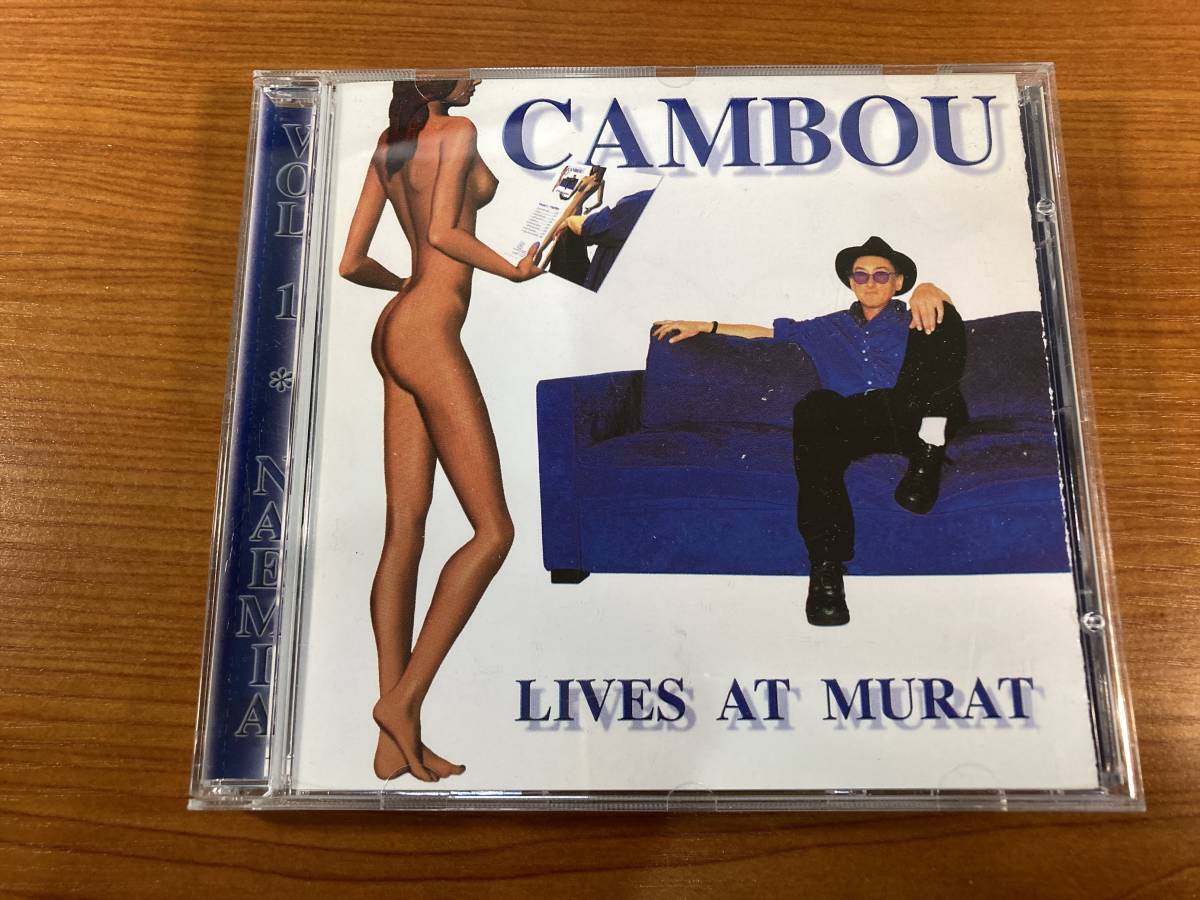 CAMBOU
LIVES AT MURAT
VOL 1 * NAEMIA